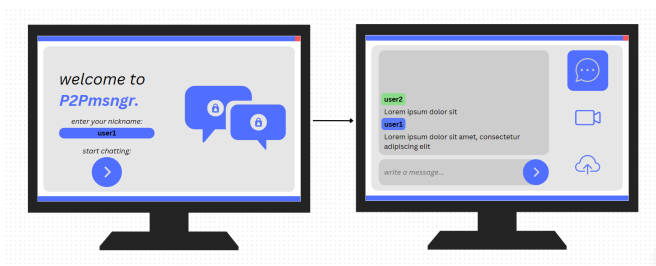 welcome to
P2Pmsngr.
enter your nickname:
user1
start chatting:
user2
Lorem ipsum dolor sit
user1
Lorem ipsum dolor sit amet, consectetur
adipiscing elit
write a message...